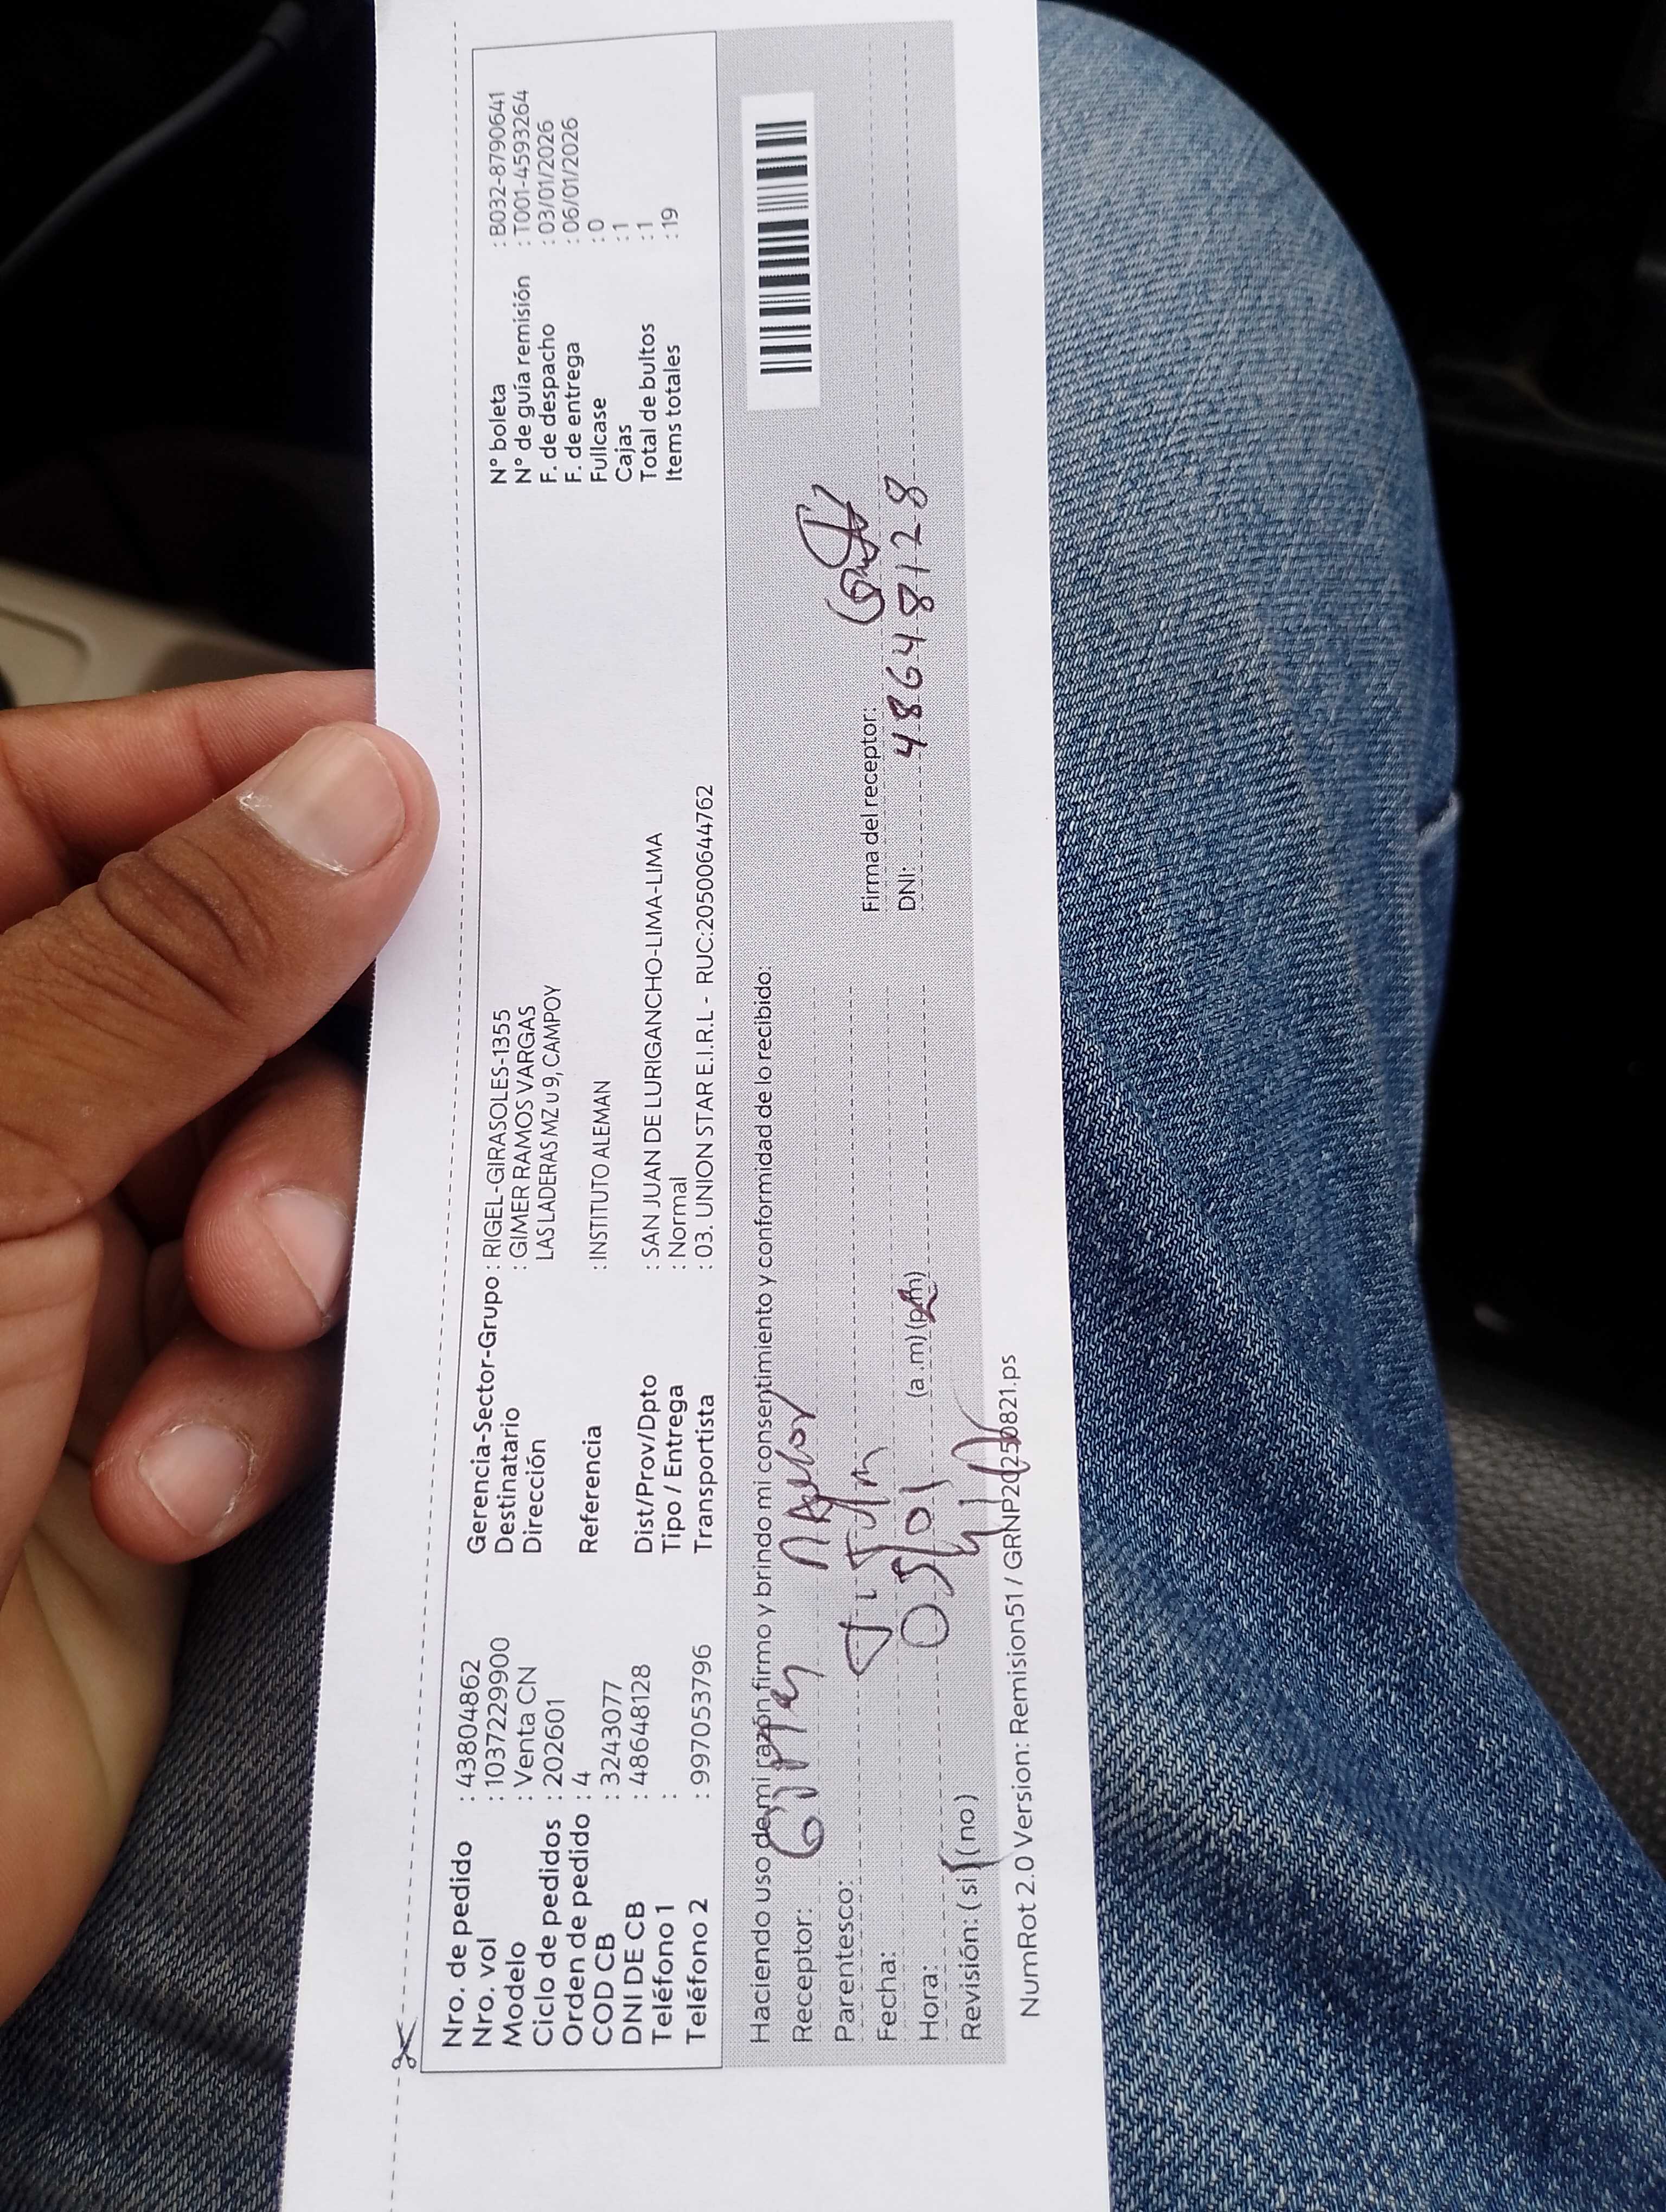 Nro. de pedido : 43804862
Nro. vol : 1037229900
Modelo : Venta CN
Ciclo de pedidos : 202601
Orden de pedido : 4
COD CB : 3243077
DNI DE CB : 48648128
Teléfono 1 :
Teléfono 2 : 997053796
Gerencia-Sector-Grupo : RIGEL-GIRASOLES-1355
Destinatario : GIMER RAMOS VARGAS
Dirección LAS LADERAS MZ u 9, CAMPOY
Referencia : INSTITUTO ALEMAN
Dist/Prov/Dpto : SAN JUAN DE LURIGANCHO-LIMA-LIMA
Tipo / Entrega : Normal
Transportista : 03. UNION STAR E.I.R.L - RUC:20500644762
N° boleta : B032-8790641
N° de guía remisión : T001-4593264
F. de despacho : 03/01/2026
F. de entrega : 06/01/2026
Fullcase : 0
Cajas : 1
Total de bultos : 1
Items totales : 19
Haciendo uso de mi razón firmo y brindo mi consentimiento y conformidad de lo recibido:
Receptor:
Parentesco:
Fecha:
Hora: (a.m) (p.m)
Revisión: (si) (no)
Firma del receptor:
DNI: 48648128
NumRot 2.0 Version: Remision51 / GRNP20250821.ps